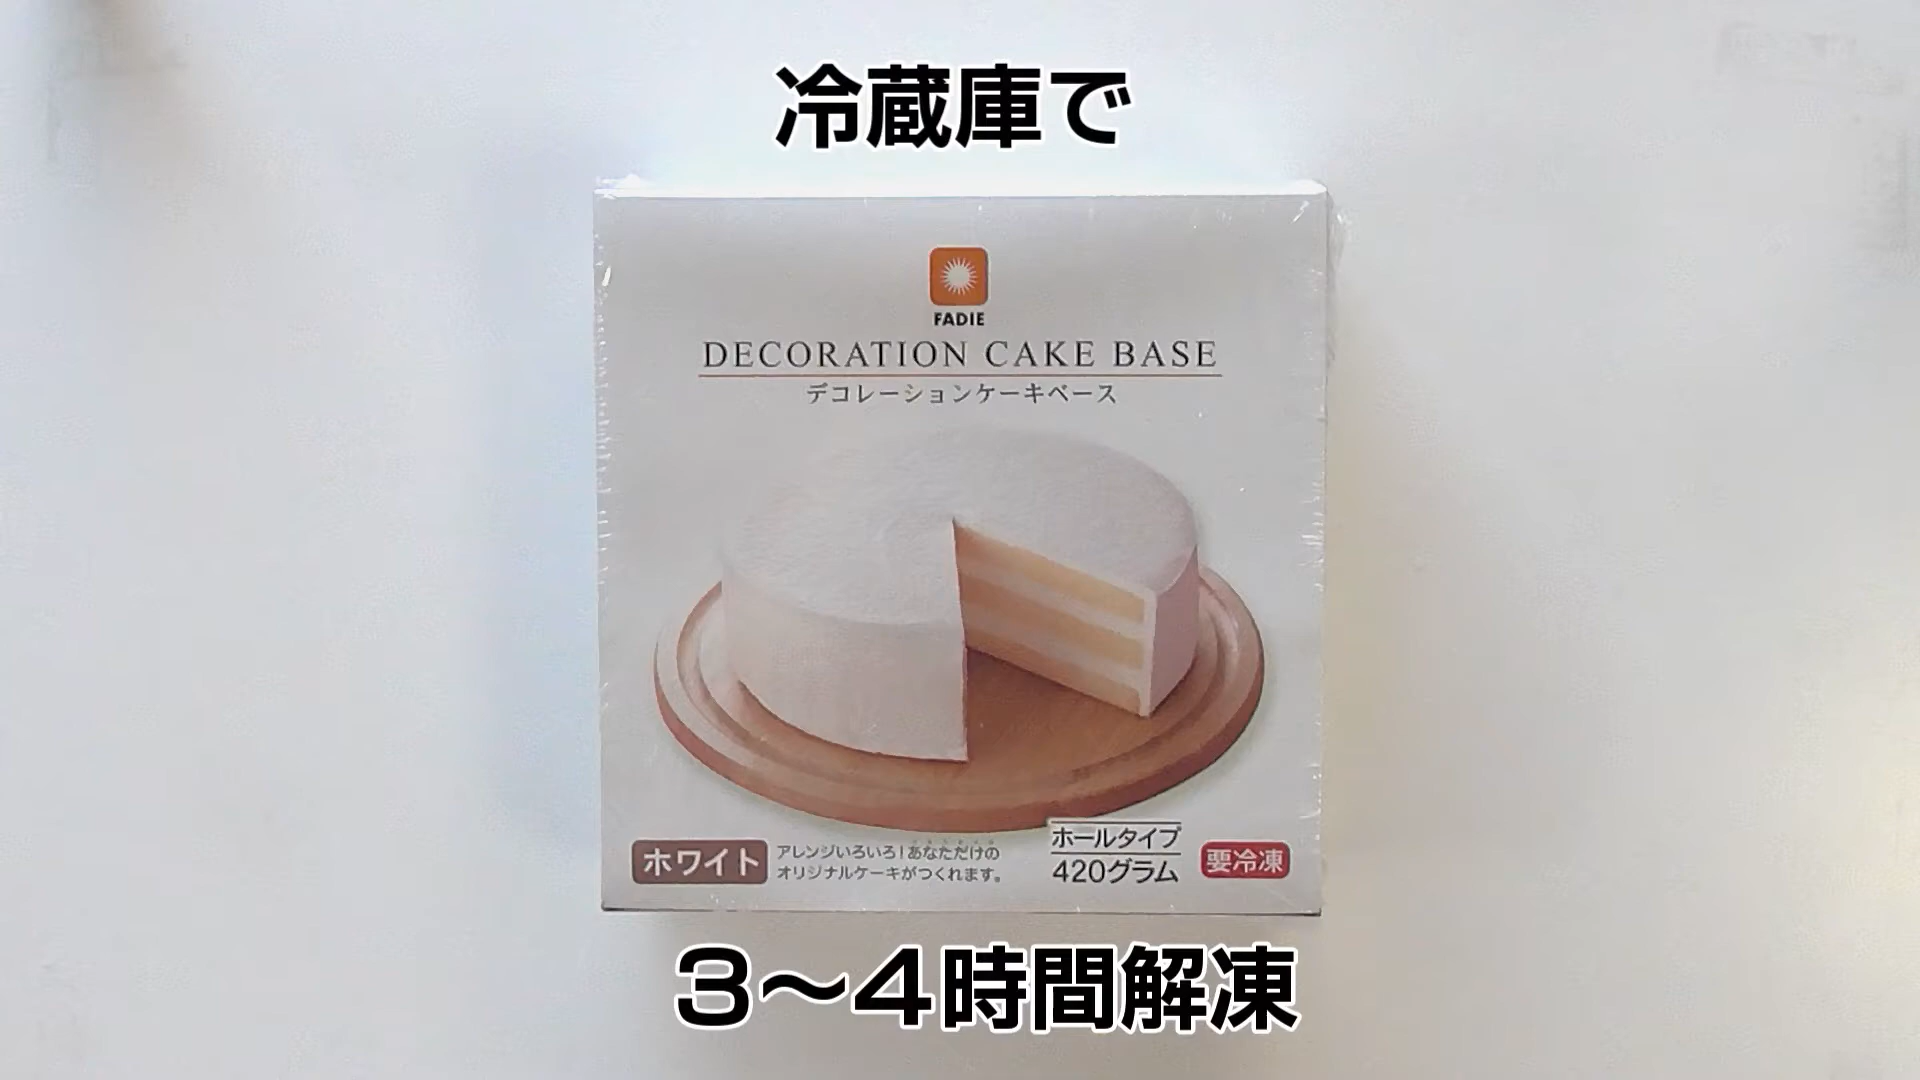 冷蔵庫で
FADIE
DECORATION CAKE BASE
デコレーションケーキベース
ホワイト
アレンジいろいろ！あなただけの
オリジナルケーキがつくれます。
ホールタイプ
420グラム
要冷凍
3〜4時間解凍